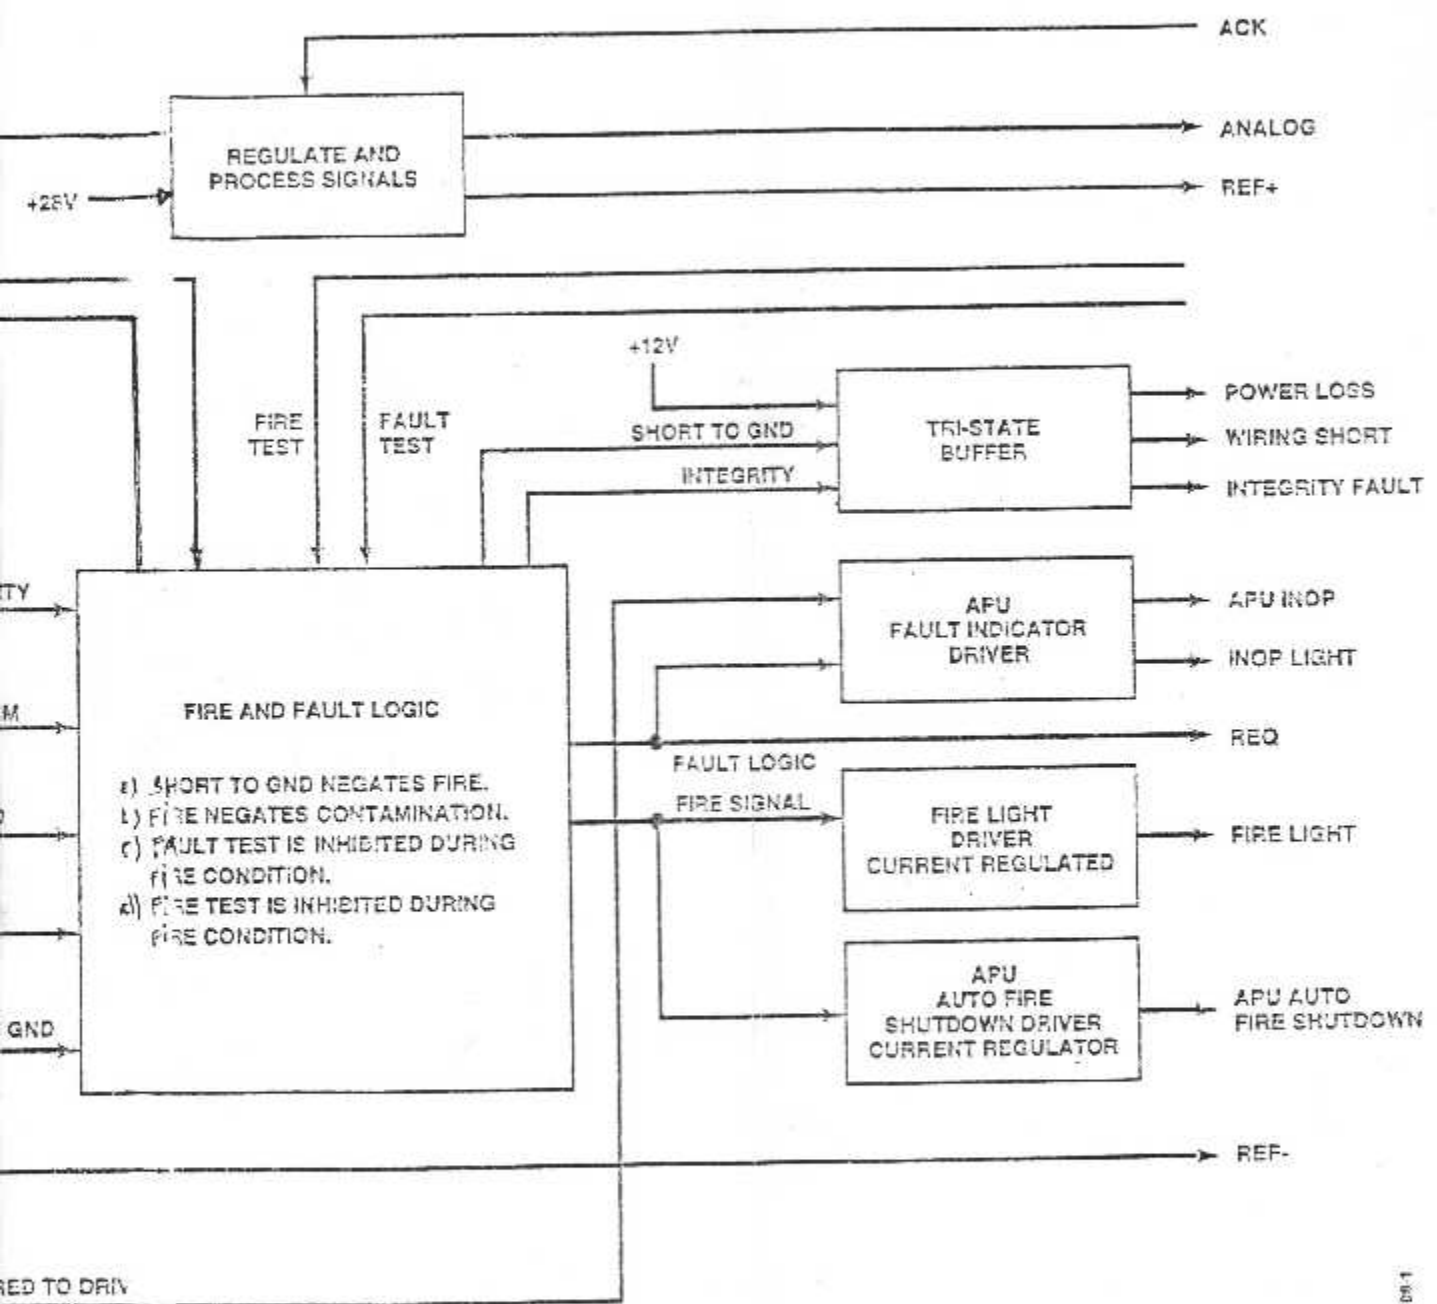 ACK
REGULATE AND
PROCESS SIGNALS
ANALOG
REF+
+28V
+12V
FIRE
TEST
FAULT
TEST
SHORT TO GND
INTEGRITY
TRI-STATE
BUFFER
POWER LOSS
WIRING SHORT
INTEGRITY FAULT
ITY
APU
FAULT INDICATOR
DRIVER
APU INOP
INOP LIGHT
M
FIRE AND FAULT LOGIC
REQ
FAULT LOGIC
a) SHORT TO GND NEGATES FIRE.
b) FIRE NEGATES CONTAMINATION.
c) FAULT TEST IS INHIBITED DURING
FIRE CONDITION.
d) FIRE TEST IS INHIBITED DURING
FIRE CONDITION.
FIRE SIGNAL
FIRE LIGHT
DRIVER
CURRENT REGULATED
FIRE LIGHT
GND
APU
AUTO FIRE
SHUTDOWN DRIVER
CURRENT REGULATOR
APU AUTO
FIRE SHUTDOWN
REF-
RED TO DRIV